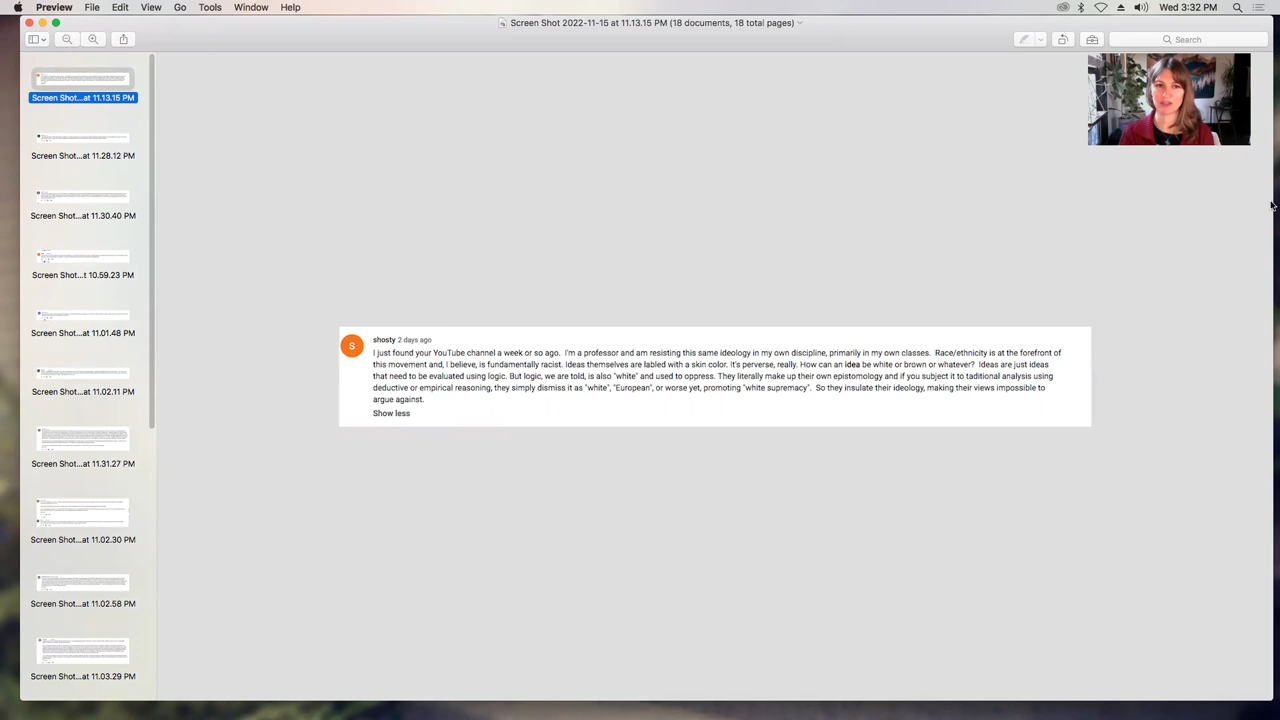 Preview File Edit View Go Tools Window Help
Wed 3:32 PM
Screen Shot 2022-11-15 at 11.13.15 PM (18 documents, 18 total pages)
Search
Screen Shot...at 11.13.15 PM
Screen Shot...at 11.28.12 PM
Screen Shot...at 11.30.40 PM
Screen Shot...t 10.59.23 PM
Screen Shot...at 11.01.48 PM
Screen Shot...at 11.02.11 PM
Screen Shot...at 11.31.27 PM
Screen Shot...at 11.02.30 PM
Screen Shot...at 11.02.58 PM
Screen Shot...at 11.03.29 PM
S
shosty 2 days ago
I just found your YouTube channel a week or so ago. I'm a professor and am resisting this same ideology in my own discipline, primarily in my own classes. Race/ethnicity is at the forefront of
this movement and, I believe, is fundamentally racist. Ideas themselves are labled with a skin color. It's perverse, really. How can an idea be white or brown or whatever? Ideas are just ideas
that need to be evaluated using logic. But logic, we are told, is also "white" and used to oppress. They literally make up their own epistomology and if you subject it to taditional analysis using
deductive or empirical reasoning, they simply dismiss it as "white", "European", or worse yet, promoting "white supremacy". So they insulate their ideology, making their views impossible to
argue against.
Show less